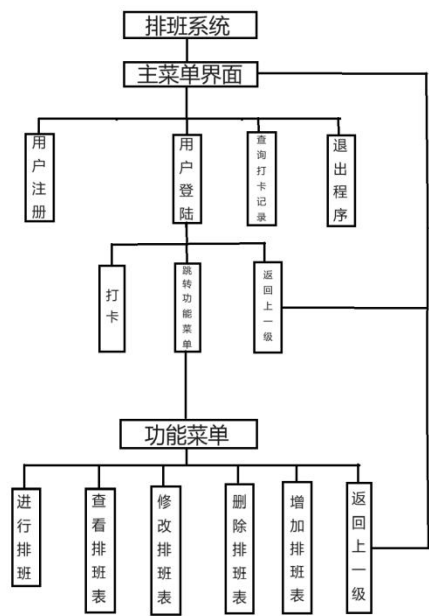 排班系统
主菜单界面
用户注册
用户登陆
查询打卡记录
退出程序
打卡
跳转功能菜单
返回上一级
功能菜单
进行排班
查看排班表
修改排班表
删除排班表
增加排班表
返回上一级